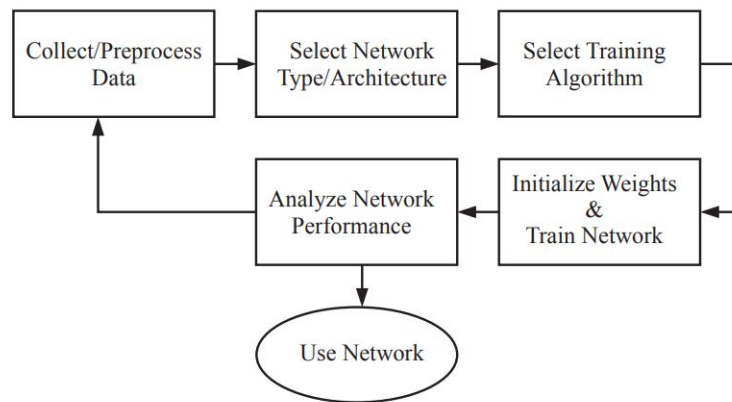 Collect/Preprocess
Data
Select Network
Type/Architecture
Select Training
Algorithm
Analyze Network
Performance
Initialize Weights
&
Train Network
Use Network